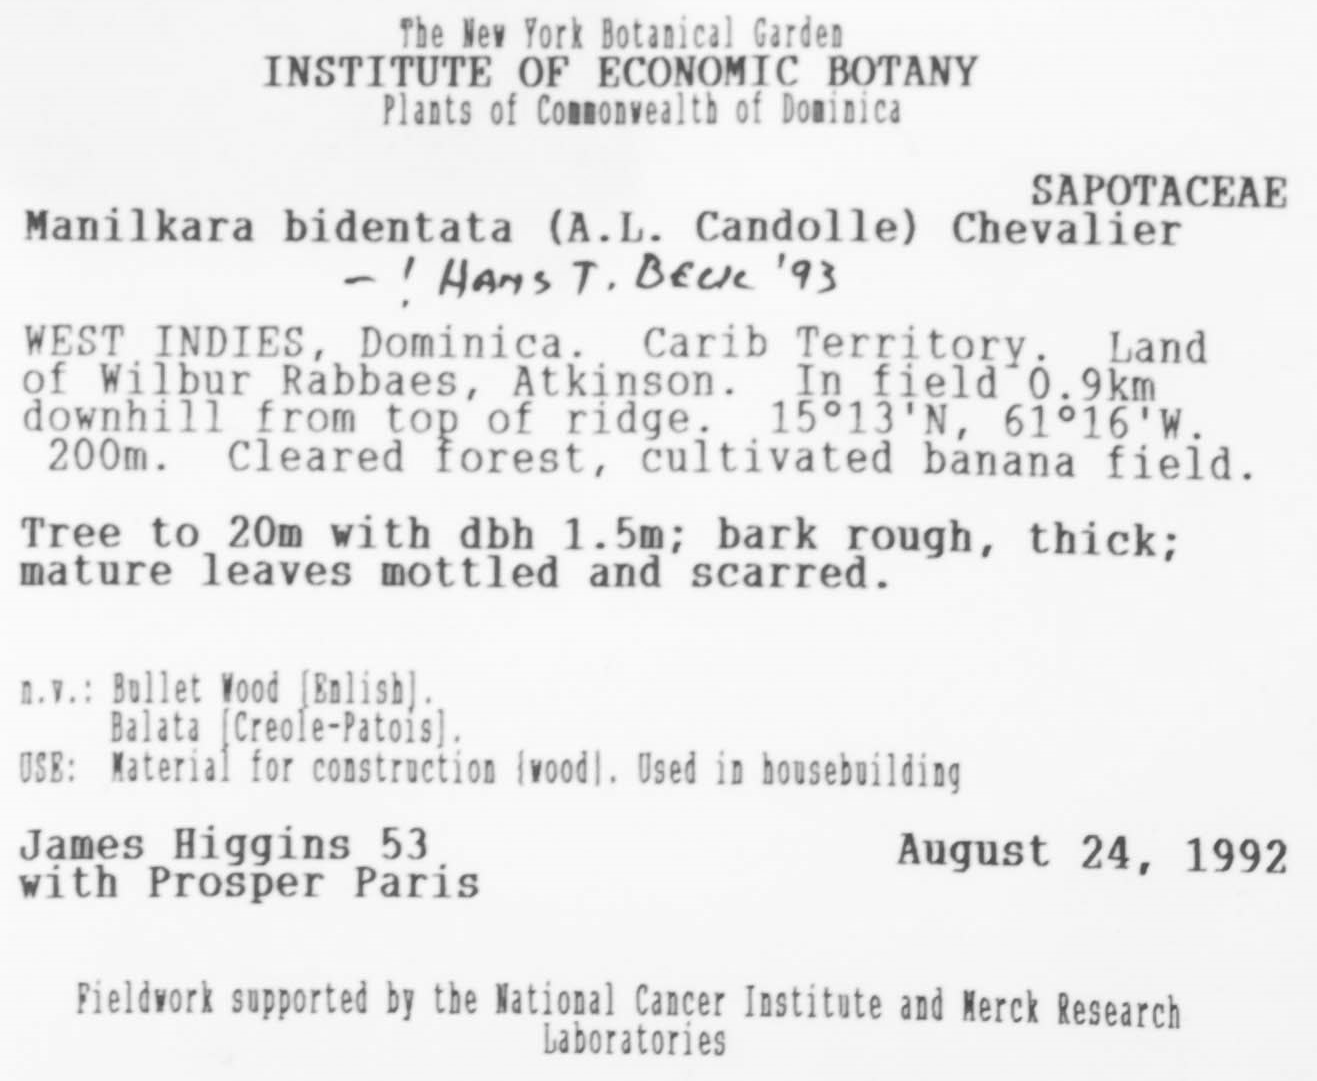 The New York Botanical Garden
INSTITUTE OF ECONOMIC BOTANY
Plants of Commonwealth of Dominica
SAPOTACEAE
Manilkara bidentata (A.L. Candolle) Chevalier
- ! HANS T. BECK '93
WEST INDIES, Dominica. Carib Territory. Land
of Wilbur Rabbaes, Atkinson. In field 0.9km
downhill from top of ridge. 15°13'N, 61°16'W.
200m. Cleared forest, cultivated banana field.
Tree to 20m with dbh 1.5m; bark rough, thick;
mature leaves mottled and scarred.
n.v.: Bullet Wood [Enlish].
Balata [Creole-Patois].
USE: Material for construction {wood}. Used in housebuilding
James Higgins 53
with Prosper Paris
August 24, 1992
Fieldwork supported by the National Cancer Institute and Merck Research
Laboratories